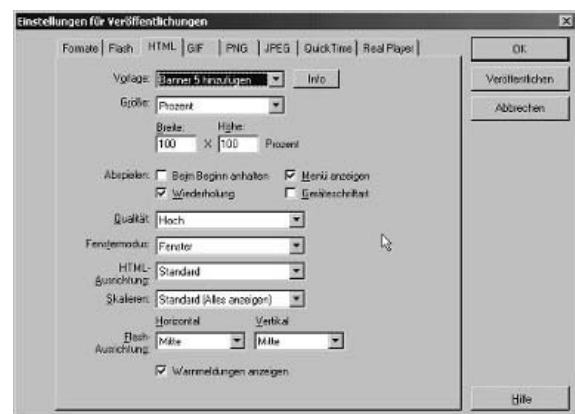 Einstellungen für Veröffentlichungen
Formate Flash HTML GIF PNG JPEG QuickTime Real Player
OK
Veröffentlichen
Abbrechen
Vorlage: Banner 5 hinzufügen Info
Größe: Prozent
Breite: Höhe:
100 X 100 Prozent
Abspielen: Beim Beginn anhalten Menü anzeigen
Wiederholung Geräteschriftart
Qualität: Hoch
Fenstermodus: Fenster
HTML-
Ausrichtung: Standard
Skalieren: Standard (Alles anzeigen)
Horizontal Vertikal
Flash-
Ausrichtung: Mitte Mitte
Warnmeldungen anzeigen
Hilfe